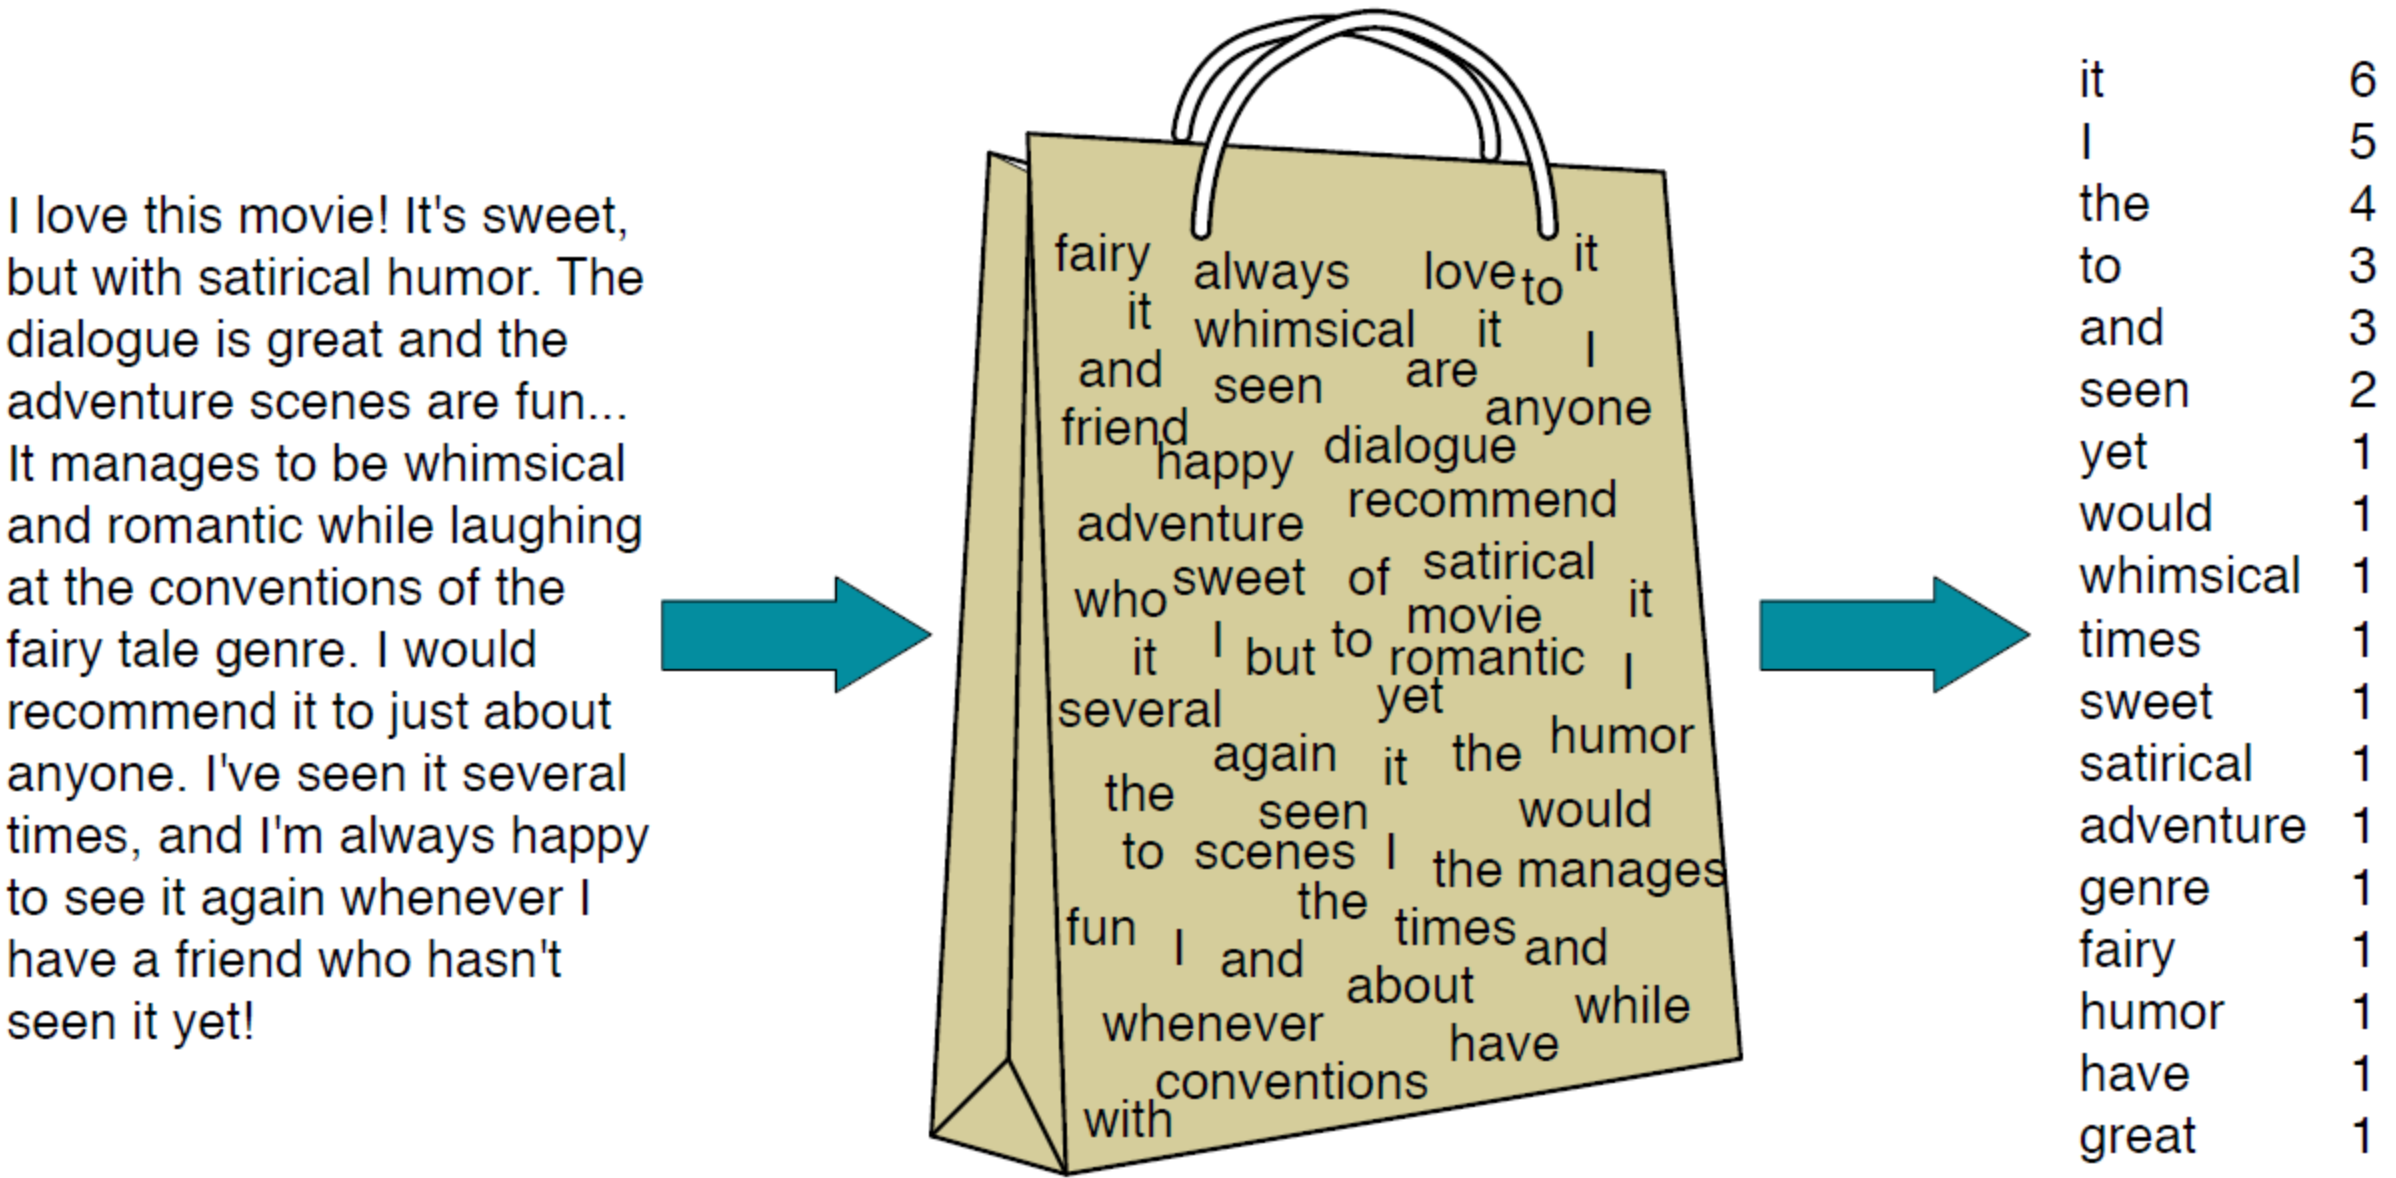 I love this movie! It's sweet,
but with satirical humor. The
dialogue is great and the
adventure scenes are fun...
It manages to be whimsical
and romantic while laughing
at the conventions of the
fairy tale genre. I would
recommend it to just about
anyone. I've seen it several
times, and I'm always happy
to see it again whenever I
have a friend who hasn't
seen it yet!
fairy always love to it
it whimsical it I
and seen are anyone
friend happy dialogue
adventure recommend
who sweet of satirical it
it I but to movie romantic I
several yet
again it the humor
the seen would
to scenes I the manages
the
fun I and times and
about while
whenever have
conventions
with
it 6
I 5
the 4
to 3
and 3
seen 2
yet 1
would 1
whimsical 1
times 1
sweet 1
satirical 1
adventure 1
genre 1
fairy 1
humor 1
have 1
great 1